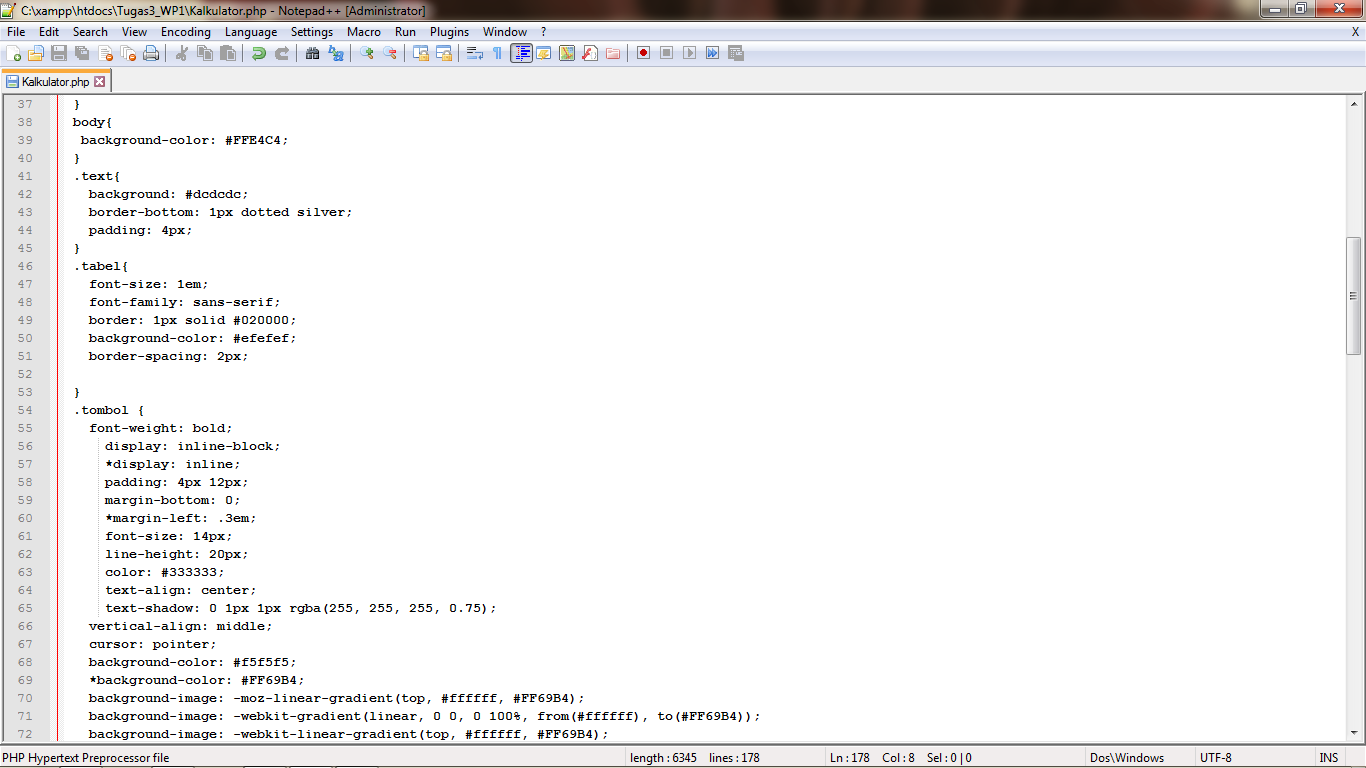 C:\xampp\htdocs\Tugas3_WP1\Kalkulator.php - Notepad++ [Administrator]
File Edit Search View Encoding Language Settings Macro Run Plugins Window ? X
Kalkulator.php
37 }
38 body{
39 background-color: #FFE4C4;
40 }
41 .text{
42 background: #dcdcdc;
43 border-bottom: 1px dotted silver;
44 padding: 4px;
45 }
46 .tabel{
47 font-size: 1em;
48 font-family: sans-serif;
49 border: 1px solid #020000;
50 background-color: #efefef;
51 border-spacing: 2px;
52
53 }
54 .tombol {
55 font-weight: bold;
56 display: inline-block;
57 *display: inline;
58 padding: 4px 12px;
59 margin-bottom: 0;
60 *margin-left: .3em;
61 font-size: 14px;
62 line-height: 20px;
63 color: #333333;
64 text-align: center;
65 text-shadow: 0 1px 1px rgba(255, 255, 255, 0.75);
66 vertical-align: middle;
67 cursor: pointer;
68 background-color: #f5f5f5;
69 *background-color: #FF69B4;
70 background-image: -moz-linear-gradient(top, #ffffff, #FF69B4);
71 background-image: -webkit-gradient(linear, 0 0, 0 100%, from(#ffffff), to(#FF69B4));
72 background-image: -webkit-linear-gradient(top, #ffffff, #FF69B4);
PHP Hypertext Preprocessor file length : 6345 lines : 178 Ln : 178 Col : 8 Sel : 0 | 0 Dos\Windows UTF-8 INS